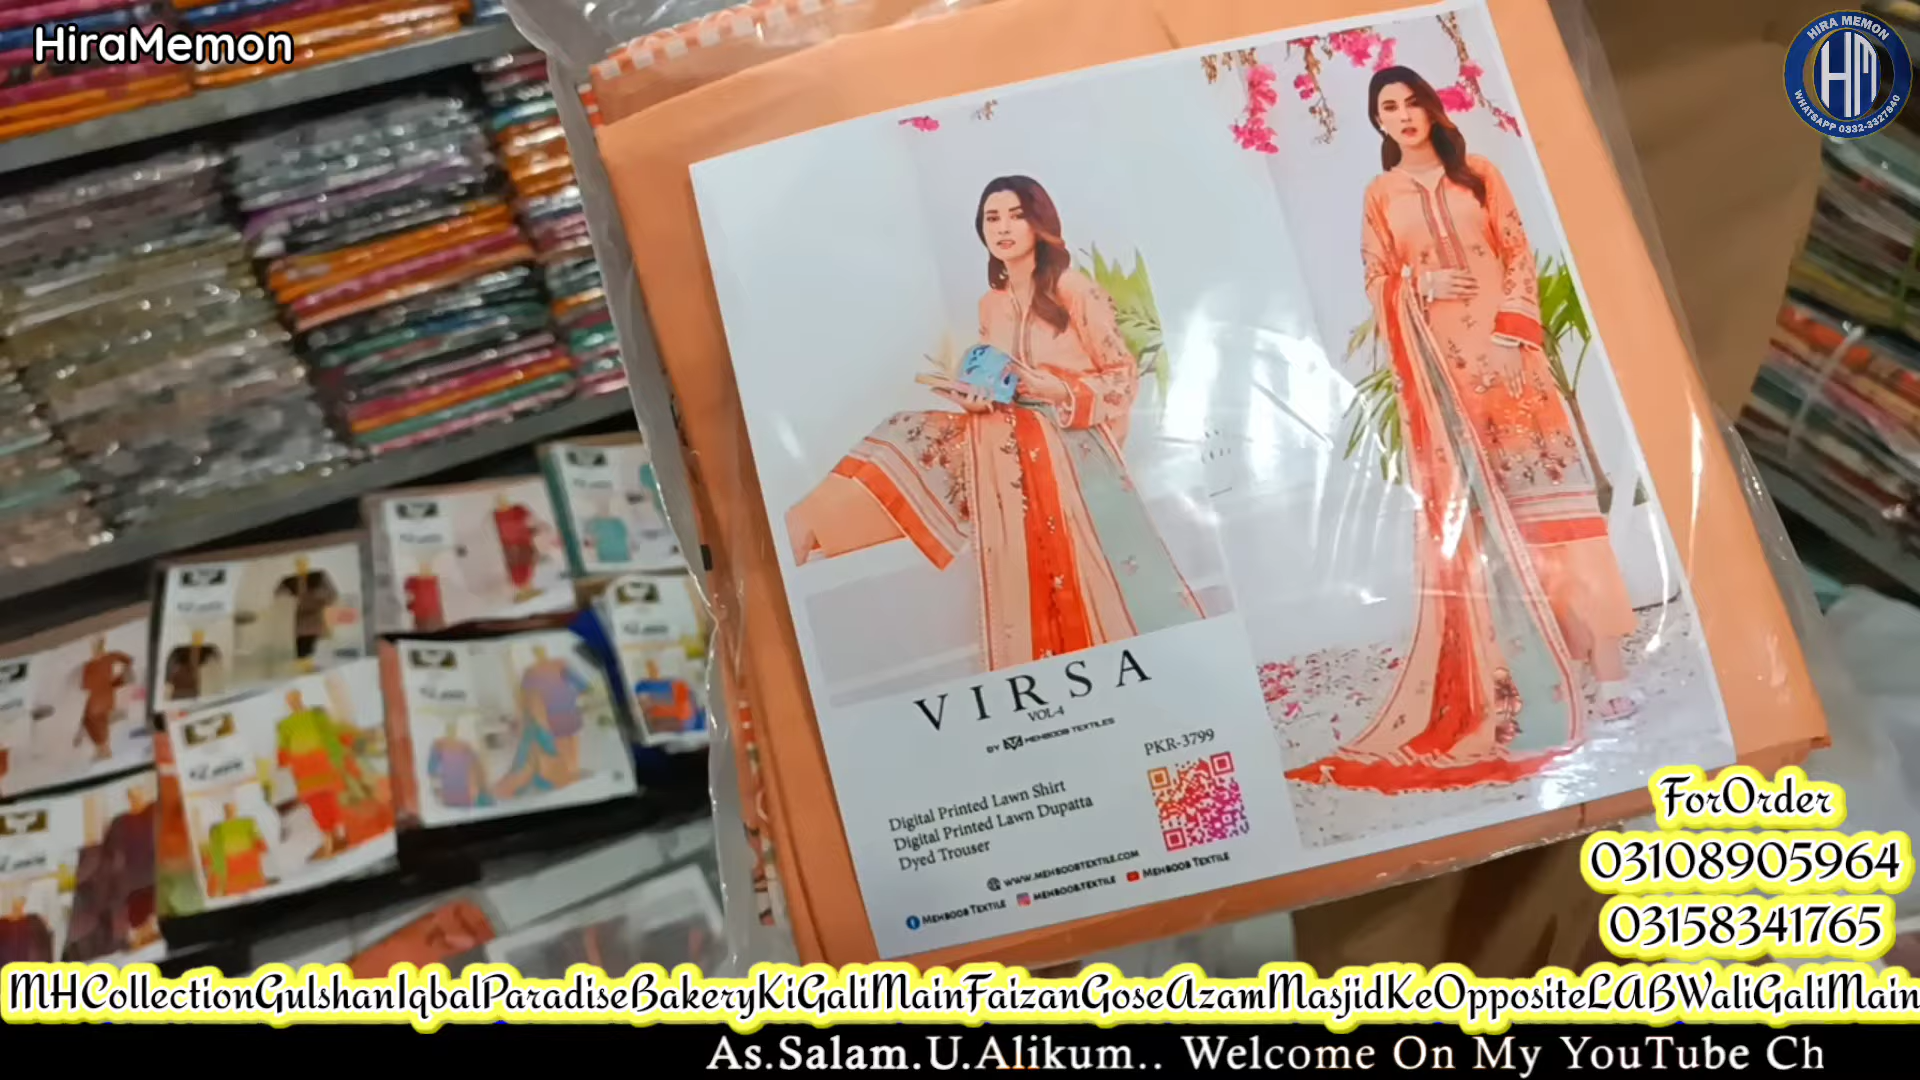 HiraMemon
HIRA MEMON
HM
WHATSAPP 0332-3327940
VIRSA
VOL-4
BY MEHBOOB TEXTILES
PKR-3799
Digital Printed Lawn Shirt
Digital Printed Lawn Dupatta
Dyed Trouser
WWW.MEHBOOBTEXTILE.COM
MEHBOOB TEXTILE MEHBOOBTEXTILE MEHBOOB TEXTILE
ForOrder
03108905964
03158341765
MHCollectionGulshanIqbalParadiseBakeryKiGaliMainFaizanGoseAzamMasjidKeOppositeLABWaliGaliMain
As.Salam.U.Alikum.. Welcome On My YouTube Ch